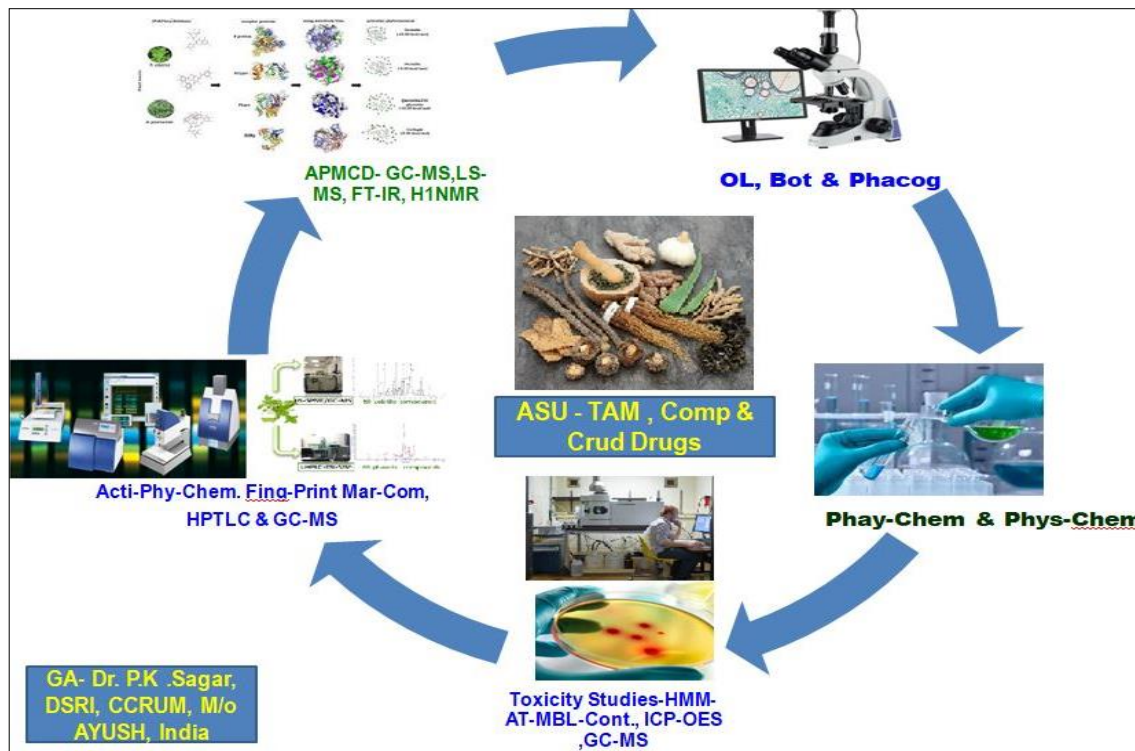 APMCD- GC-MS,LS-
MS, FT-IR, H1NMR
OL, Bot & Phacog
ASU - TAM , Comp &
Crud Drugs
Phay-Chem & Phys-Chem
Acti-Phy-Chem. Fing-Print Mar-Com,
HPTLC & GC-MS
Toxicity Studies-HMM-
AT-MBL-Cont., ICP-OES
,GC-MS
GA- Dr. P.K .Sagar,
DSRI, CCRUM, M/o
AYUSH, India